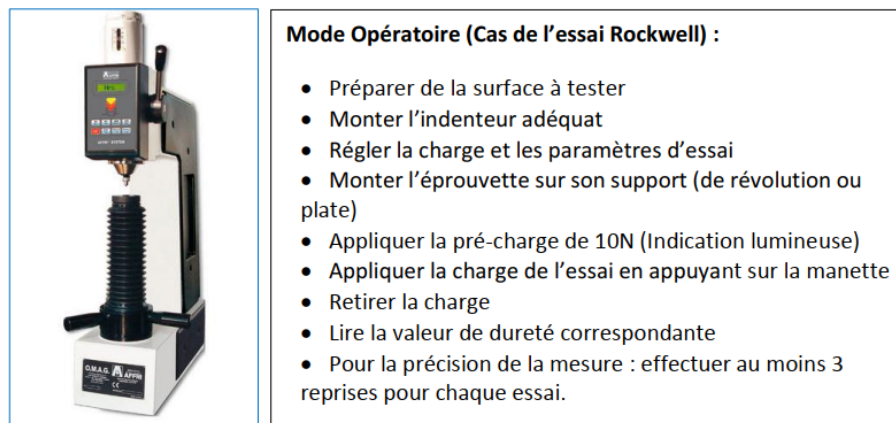 Mode Opératoire (Cas de l’essai Rockwell) :
• Préparer de la surface à tester
• Monter l’indenteur adéquat
• Régler la charge et les paramètres d’essai
• Monter l’éprouvette sur son support (de révolution ou
plate)
• Appliquer la pré-charge de 10N (Indication lumineuse)
• Appliquer la charge de l’essai en appuyant sur la manette
• Retirer la charge
• Lire la valeur de dureté correspondante
• Pour la précision de la mesure : effectuer au moins 3
reprises pour chaque essai.
O.M.A.G.
AFFRI